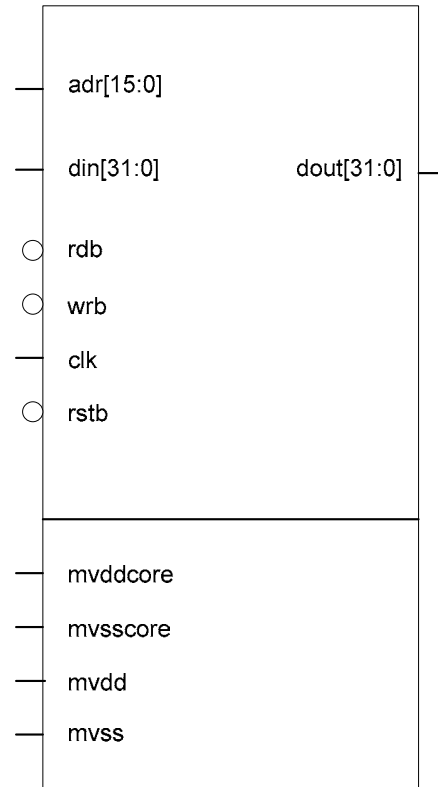 adr[15:0]
din[31:0] dout[31:0]
rdb
wrb
clk
rstb
mvddcore
mvsscore
mvdd
mvss